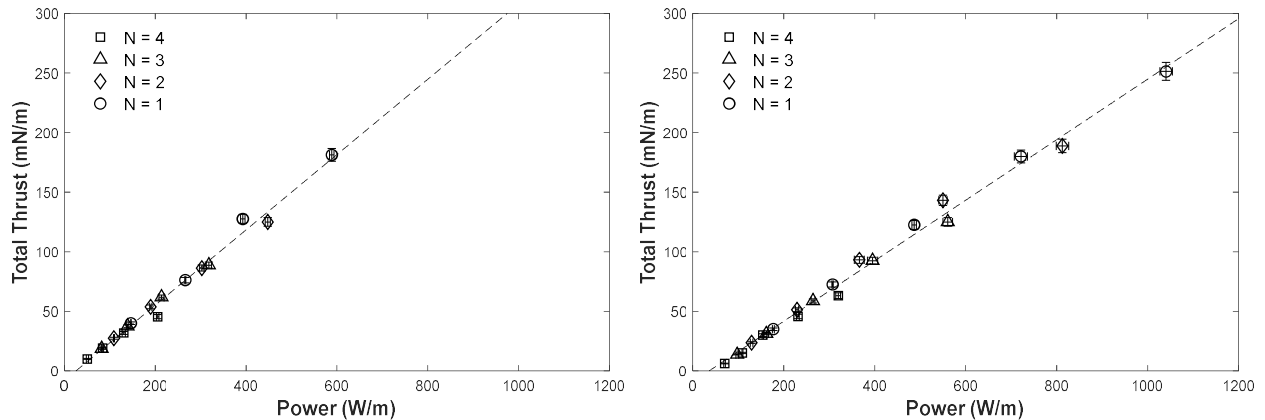 300
250
200
150
100
50
0
Total Thrust (mN/m)
N = 4
N = 3
N = 2
N = 1
0 200 400 600 800 1000 1200
Power (W/m)
300
250
200
150
100
50
0
Total Thrust (mN/m)
N = 4
N = 3
N = 2
N = 1
0 200 400 600 800 1000 1200
Power (W/m)